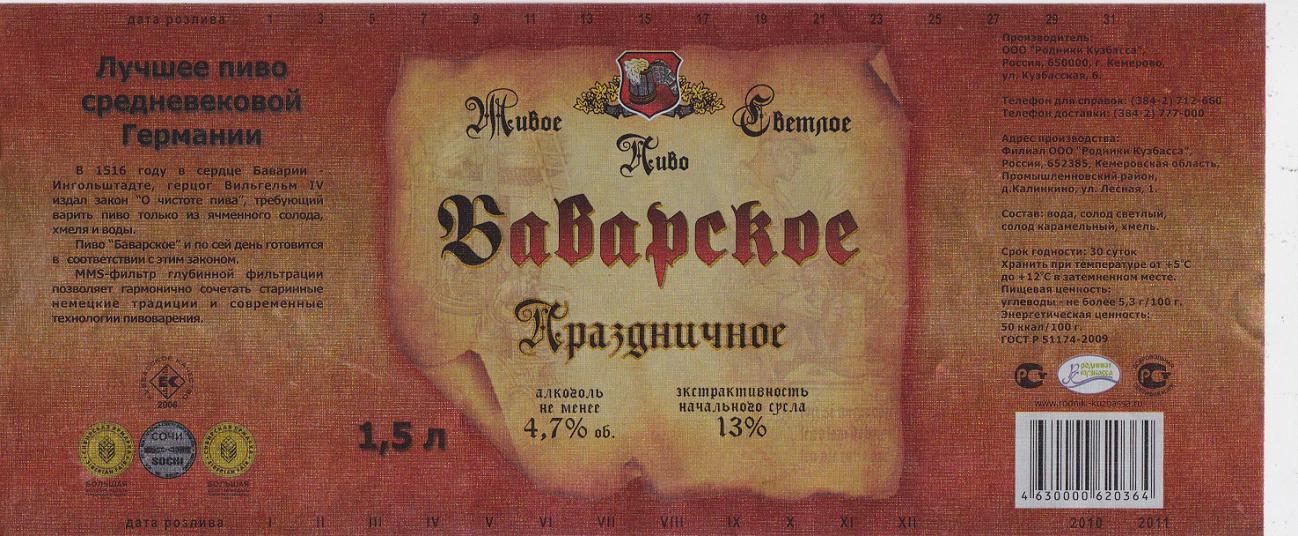 дата розлива 1 3 5 7 9 11 13 15 17 19 21 23 25 27 29 31
Лучшее пиво
средневековой
Германии
В 1516 году в сердце Баварии -
Ингольштадте, герцог Вильгельм IV
издал закон "О чистоте пива", требующий
варить пиво только из ячменного солода,
хмеля и воды.
Пиво "Баварское" и по сей день готовится
в соответствии с этим законом.
MMS-фильтр глубинной фильтрации
позволяет гармонично сочетать старинные
немецкие традиции и современные
технологии пивоварения.
ЕС
2006
СОЧИ
SOCHI
БОЛЬШАЯ
БОЛЬШАЯ
1,5 л
Живое Светлое
Пиво
Баварское
Праздничное
алкоголь
не менее
4,7% об.
экстрактивность
начального сусла
13%
Производитель:
ООО "Родники Кузбасса",
Россия, 650000, г. Кемерово,
ул. Кузбасская, 6.
Телефон для справок: (384-2) 712-660
Телефон доставки: (384-2) 777-000
Адрес производства:
Филиал ООО "Родники Кузбасса",
Россия, 652385, Кемеровская область,
Промышленновский район,
д.Калинкино, ул. Лесная, 1.
Состав: вода, солод светлый,
солод карамельный, хмель.
Срок годности: 30 суток
Хранить при температуре от +5°С
до +12°С в затемненном месте.
Пищевая ценность:
углеводы - не более 5,3 г/100 г.
Энергетическая ценность:
50 ккал/100 г.
ГОСТ Р 51174-2009
родники
кузбасса
www.rodnik-kuzbassa.ru
4 630000 620364
дата розлива I II III IV V VI VII VIII IX X XI XII 2010 2011